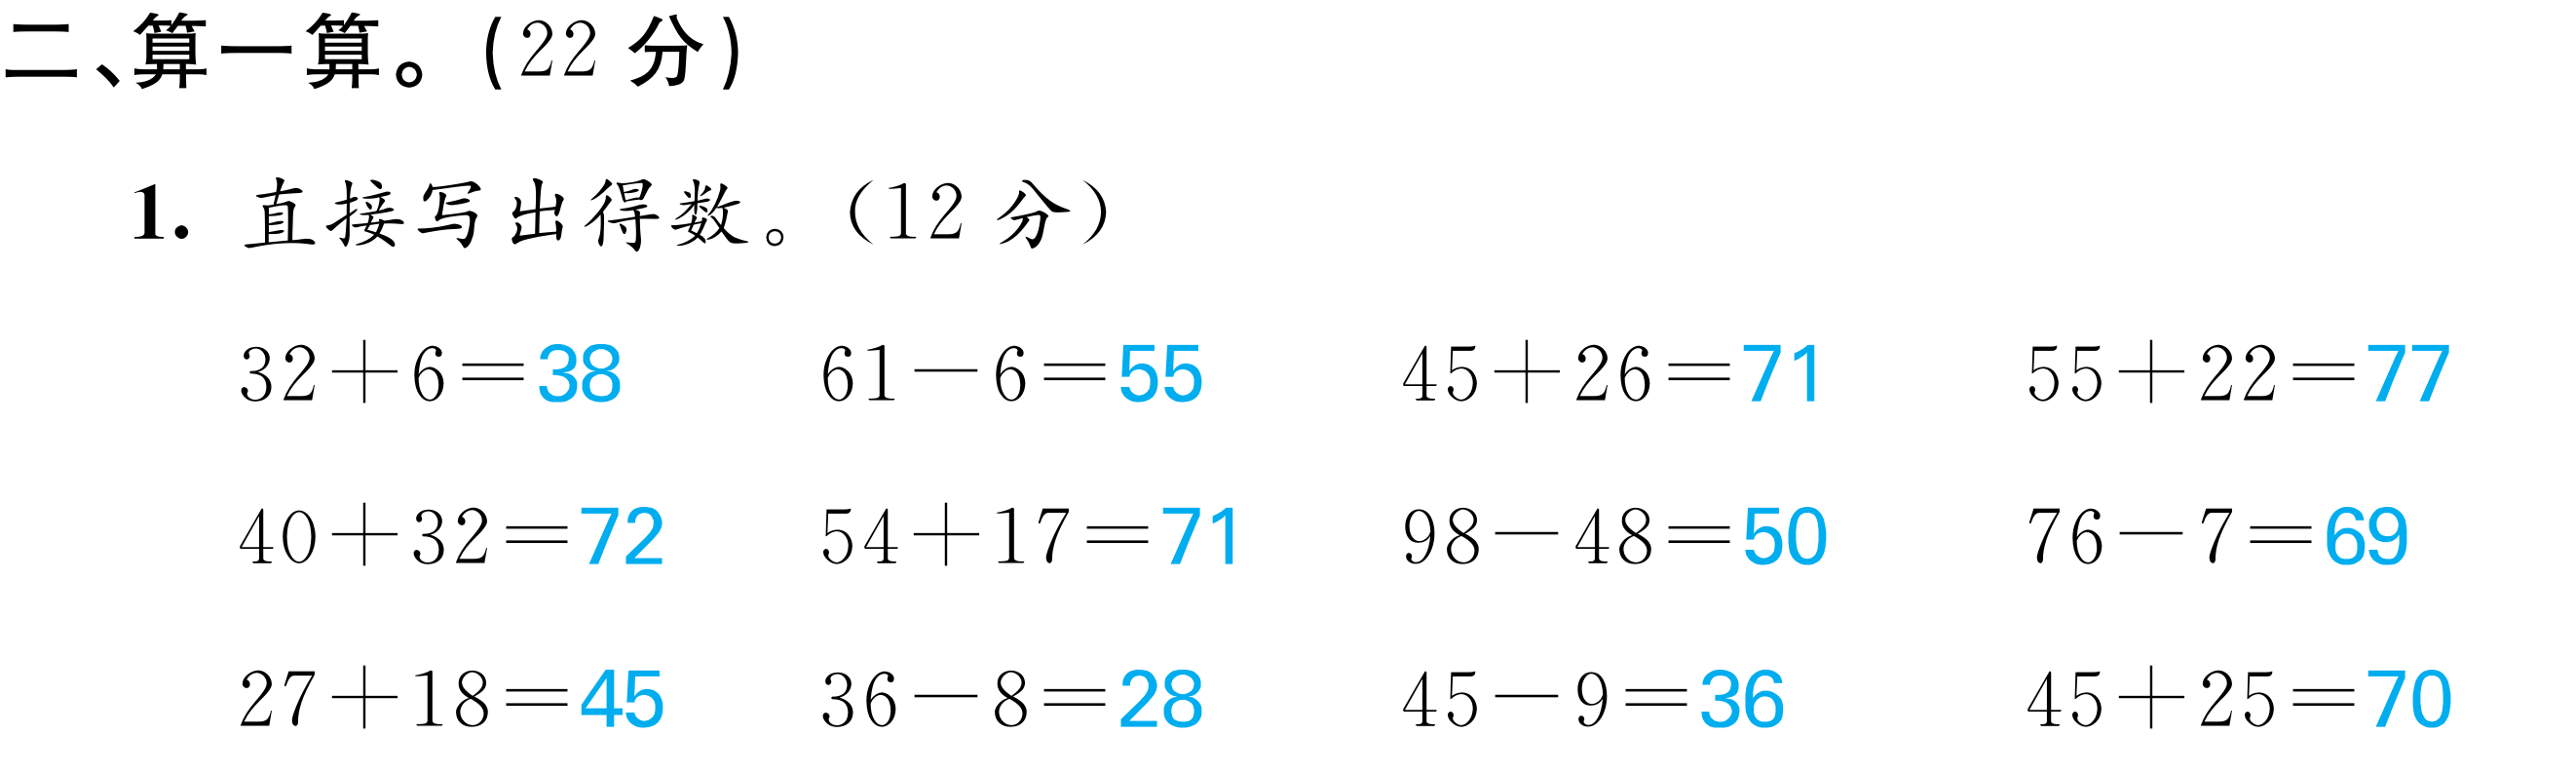 二、算一算。(22 分)
1. 直接写出得数。(12 分)
32+6=38 61-6=55 45+26=71 55+22=77
40+32=72 54+17=71 98-48=50 76-7=69
27+18=45 36-8=28 45-9=36 45+25=70